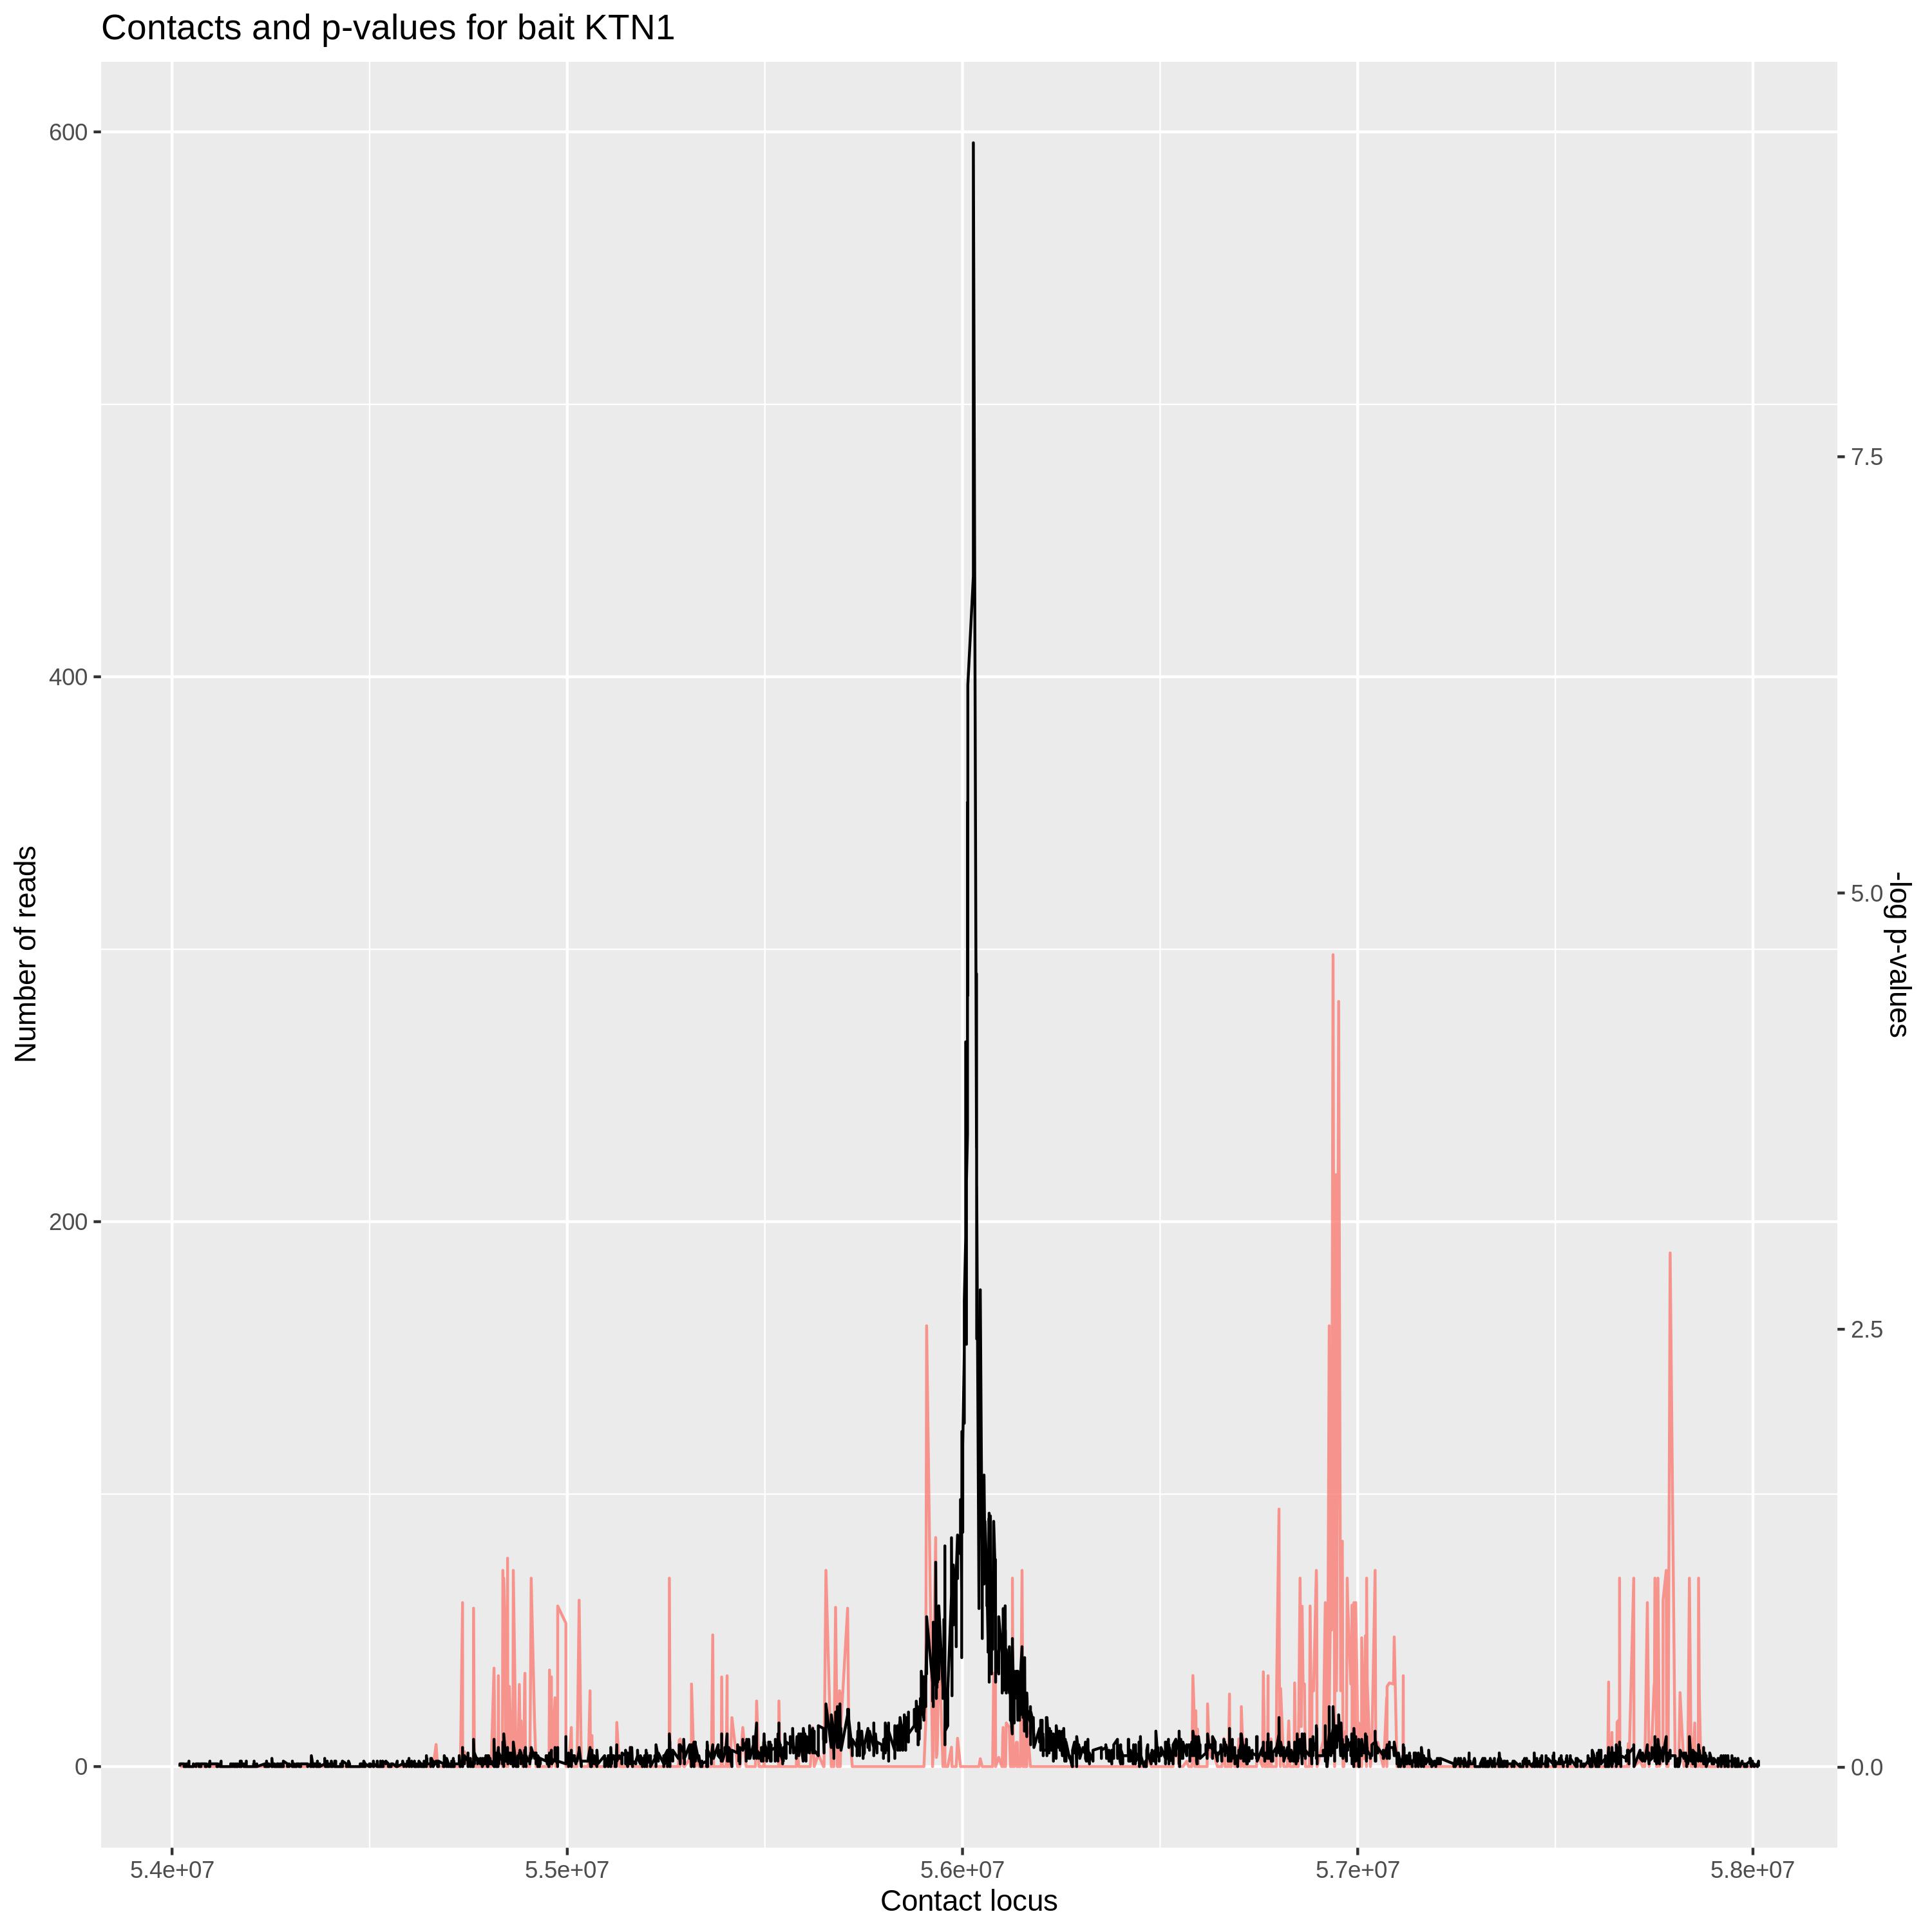 Contacts and p-values for bait KTN1
600
400
200
0
Number of reads
7.5
5.0
2.5
0.0
-log p-values
5.4e+07
5.5e+07
5.6e+07
5.7e+07
5.8e+07
Contact locus